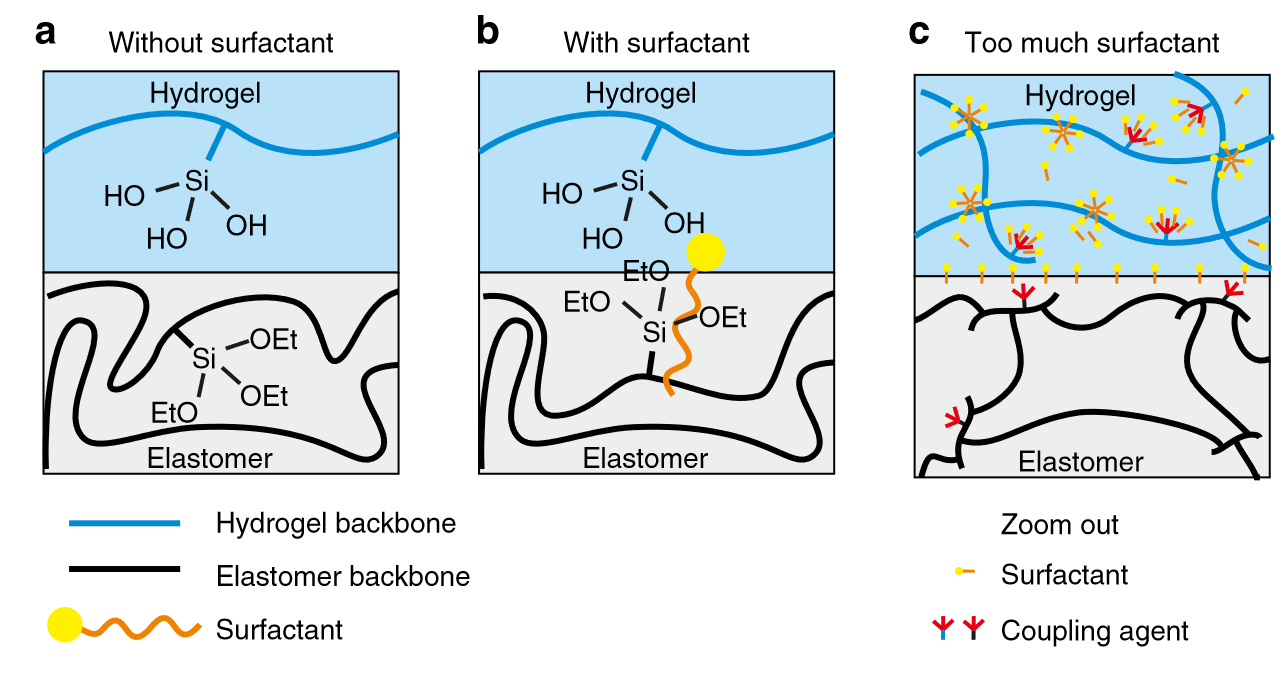 a
Without surfactant
Hydrogel
Si
HO
OH
HO
Si
OEt
OEt
EtO
Elastomer
b
With surfactant
Hydrogel
Si
HO
OH
HO
EtO
EtO
OEt
Si
Elastomer
c
Too much surfactant
Hydrogel
Elastomer
Hydrogel backbone
Elastomer backbone
Surfactant
Zoom out
Surfactant
Coupling agent